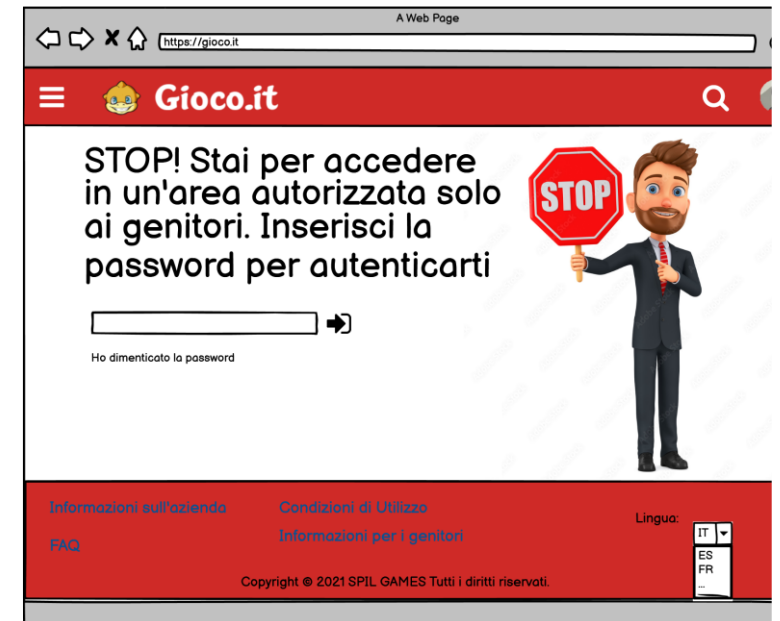 A Web Page
https://gioco.it
Gioco.it
STOP! Stai per accedere
in un'area autorizzata solo
ai genitori. Inserisci la
password per autenticarti
STOP
Ho dimenticato la password
Informazioni sull'azienda
Condizioni di Utilizzo
FAQ
Informazioni per i genitori
Lingua:
IT
ES
FR
...
Copyright © 2021 SPIL GAMES Tutti i diritti riservati.